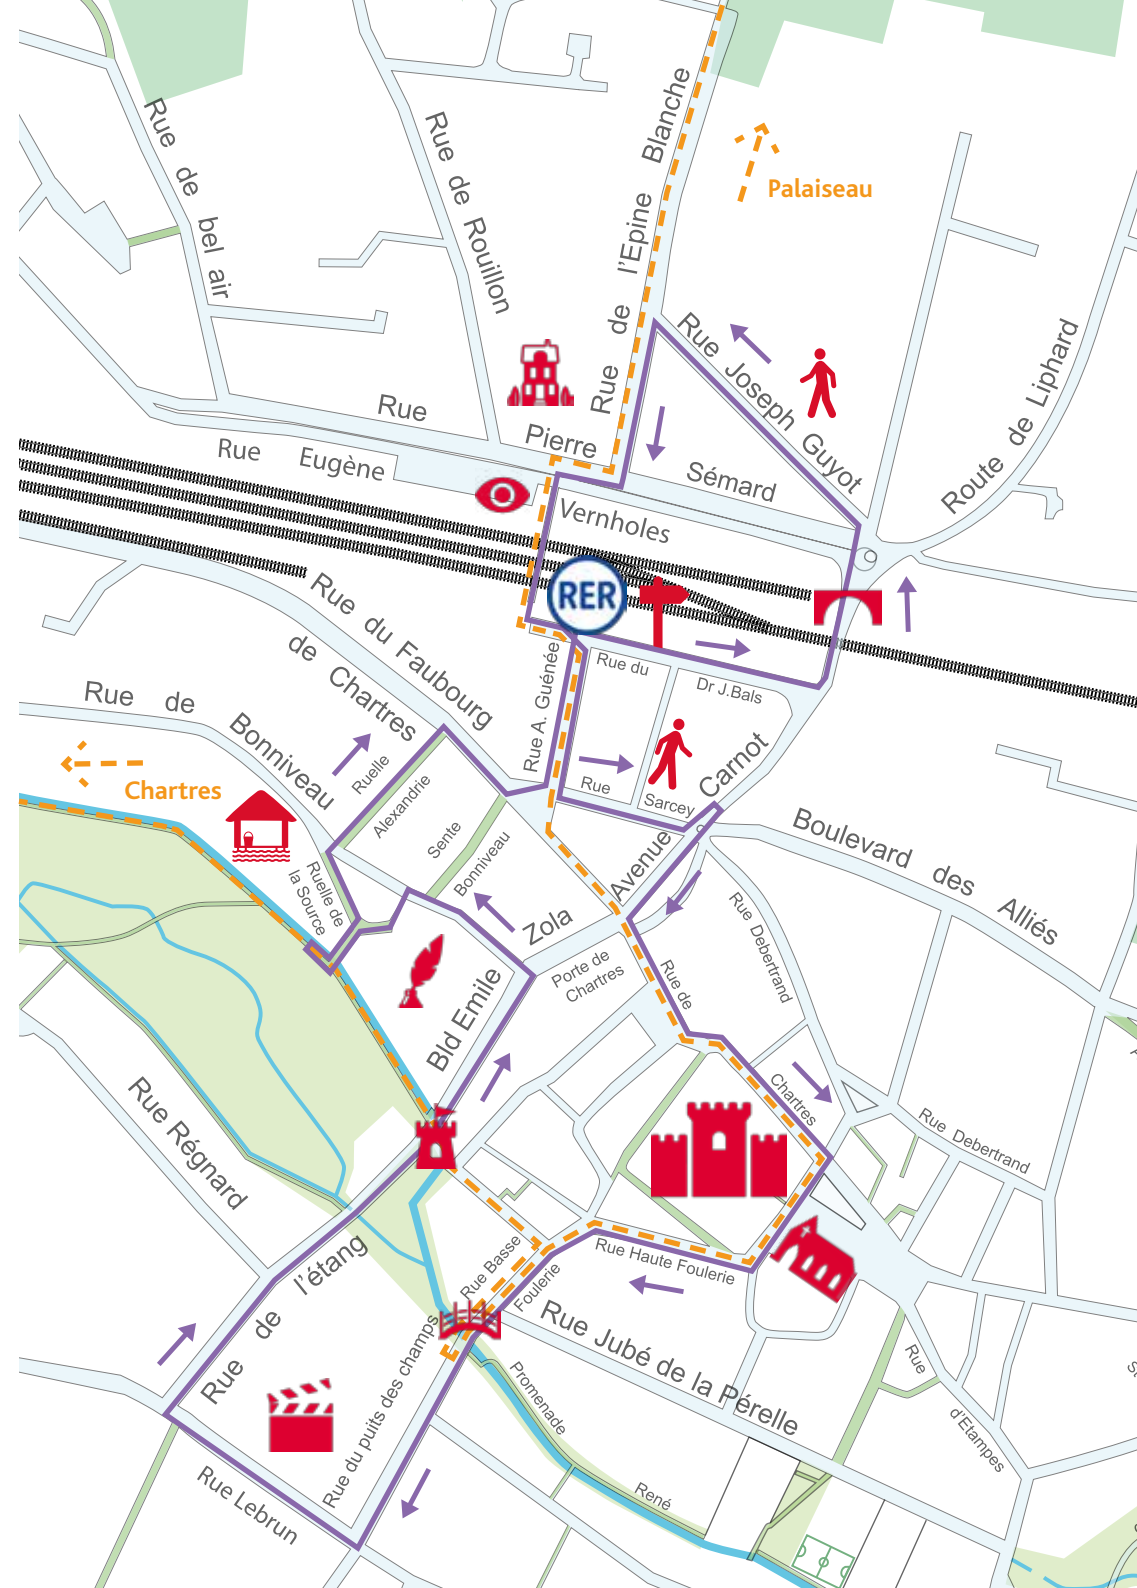 Rue de bel air
Rue de Rouillon
Rue de l'Epine Blanche
Palaiseau
Rue Joseph Guyot
Route de Liphard
Rue Pierre Sémard
Rue Eugène Vernholes
RER
Rue du Faubourg
de Chartres
Rue A. Guénée
Rue du Dr J.Bals
Rue de Bonniveau
Chartres
Ruelle Alexandrie
Sente Bonniveau
Rue Sarcey
Avenue Carnot
Boulevard des Alliés
Ruelle de
la Source
Bld Emile Zola
Porte de
Chartres
Rue de Chartres
Rue Debertrand
Rue Debertrand
Rue Régnard
Rue de l'étang
Rue Basse
Foulerie
Rue Haute Foulerie
Rue Jubé de la Pérelle
Rue du puits des champs
Promenade René
Rue d'Etampes
Rue Lebrun